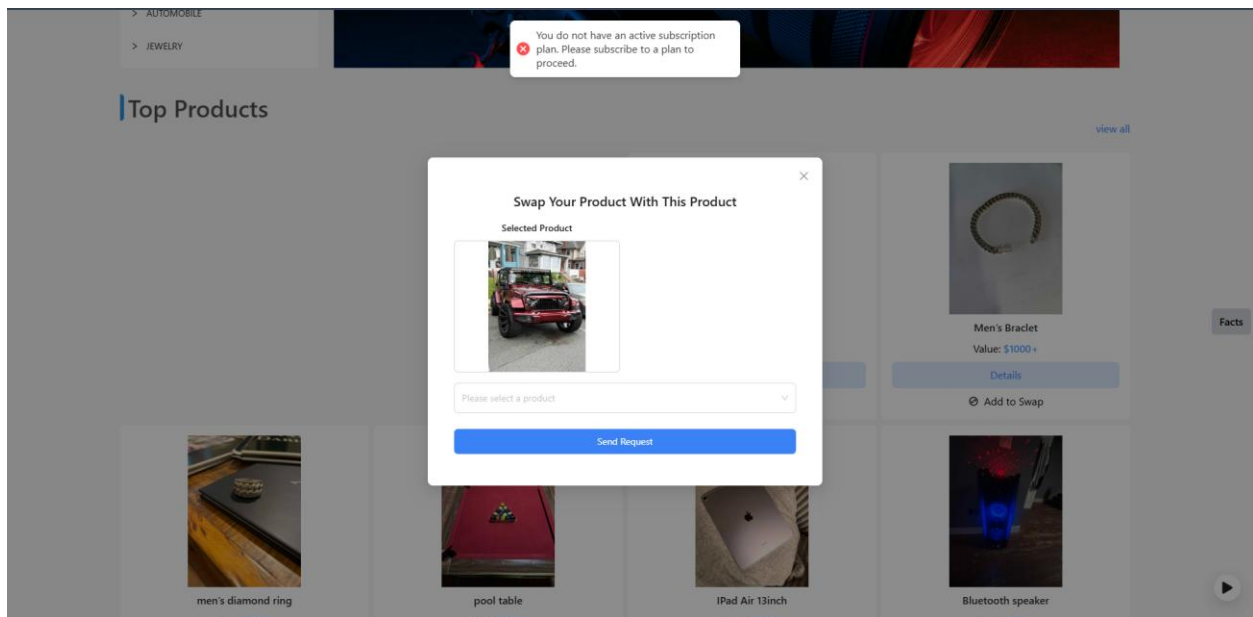 > AUTOMOBILE
> JEWELRY
You do not have an active subscription
plan. Please subscribe to a plan to
proceed.
Top Products
view all
Swap Your Product With This Product
Selected Product
Please select a product
Send Request
Men's Braclet
Value: $1000+
Details
Add to Swap
Facts
men's diamond ring
pool table
IPad Air 13inch
Bluetooth speaker